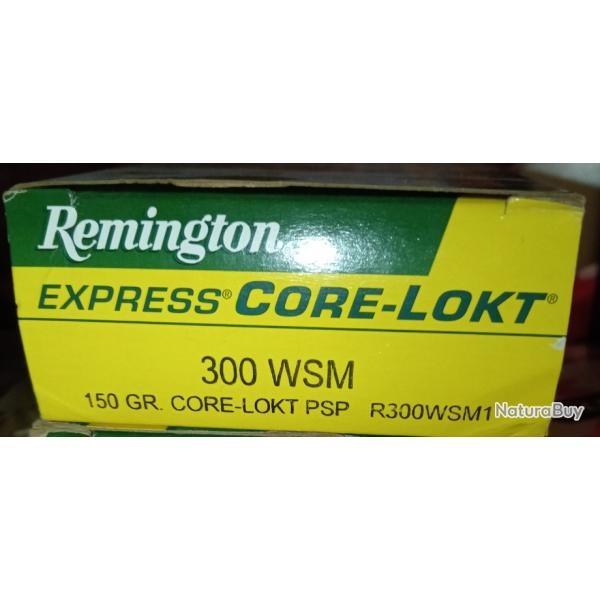 Remington
EXPRESS® CORE-LOKT®
300 WSM
150 GR. CORE-LOKT PSP R300WSM1
NaturaBuy